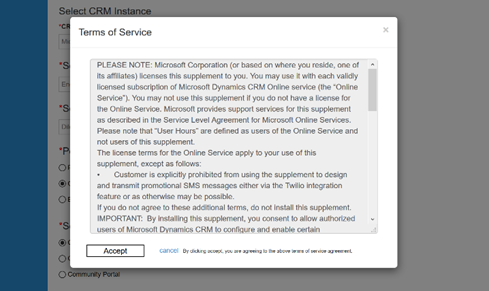 Select CRM Instance
Terms of Service
×
PLEASE NOTE: Microsoft Corporation (or based on where you reside, one of
its affiliates) licenses this supplement to you. You may use it with each validly
licensed subscription of Microsoft Dynamics CRM Online service (the “Online
Service”). You may not use this supplement if you do not have a license for
the Online Service. Microsoft provides support services for this supplement
as described in the Service Level Agreement for Microsoft Online Services.
Please note that “User Hours” are defined as users of the Online Service and
not users of this supplement.
The license terms for the Online Service apply to your use of this
supplement, except as follows:
• Customer is explicitly prohibited from using the supplement to design
and transmit promotional SMS messages either via the Twilio integration
feature or as otherwise may be possible.
If you do not agree to these additional terms, do not install this supplement.
IMPORTANT: By installing this supplement, you consent to allow authorized
users of Microsoft Dynamics CRM to configure and enable certain
Accept cancel By clicking accept, you are agreeing to the above terms of service agreement.
Community Portal